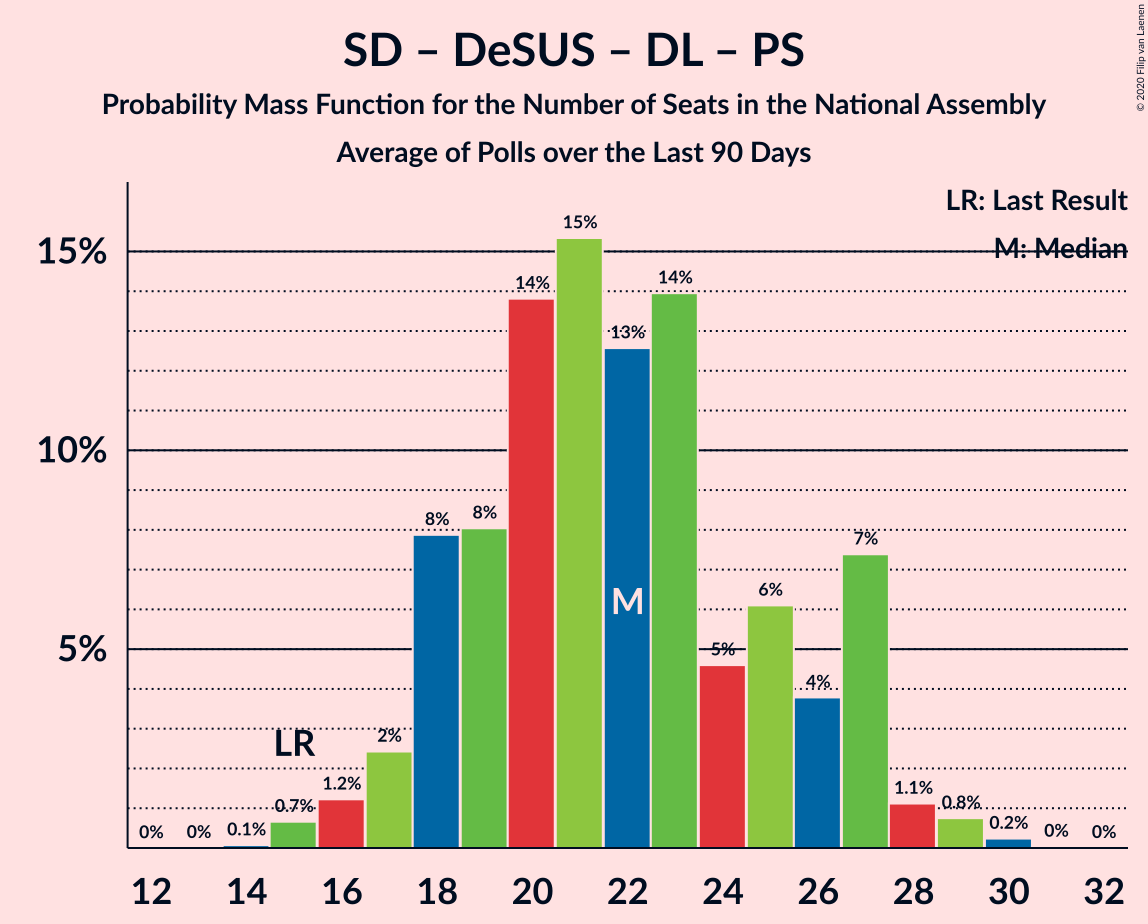 SD – DeSUS – DL – PS
Probability Mass Function for the Number of Seats in the National Assembly
Average of Polls over the Last 90 Days
© 2020 Filip van Laenen
LR: Last Result
M: Median
15%
10%
5%
0% 0% 0.1% 0.7% 1.2% 2% 8% 8% 14% 15% 13% 14% 5% 6% 4% 7% 1.1% 0.8% 0.2% 0% 0%
LR
M
12 14 16 18 20 22 24 26 28 30 32